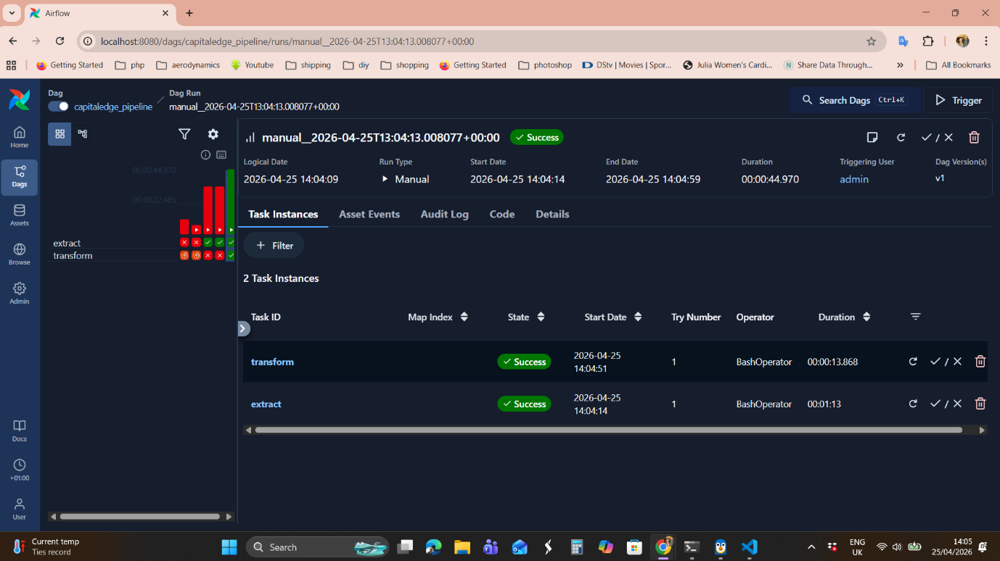 Airflow
localhost:8080/dags/capitaledge_pipeline/runs/manual__2026-04-25T13:04:13.008077+00:00
Getting Started php aerodynamics Youtube shipping diy shopping Getting Started photoshop DStv | Movies | Spor... Julia Women's Cardi... Share Data Through... » All Bookmarks
Dag
capitaledge_pipeline
Dag Run
manual__2026-04-25T13:04:13.008077+00:00
Search Dags Ctrl+K
Trigger
Home
Dags
Assets
Browse
Admin
Docs
+01:00
User
00:00:44.970
00:00:22.485
extract
transform
manual__2026-04-25T13:04:13.008077+00:00 Success
/
Logical Date Run Type Start Date End Date Duration Triggering User Dag Version(s)
2026-04-25 14:04:09 Manual 2026-04-25 14:04:14 2026-04-25 14:04:59 00:00:44.970 admin v1
Task Instances Asset Events Audit Log Code Details
+ Filter
2 Task Instances
Task ID Map Index State Start Date Try Number Operator Duration
transform Success 2026-04-25 14:04:51 1 BashOperator 00:00:13.868 /
extract Success 2026-04-25 14:04:14 1 BashOperator 00:01:13 /
Current temp
Ties record
Search
ENG
UK
14:05
25/04/2026